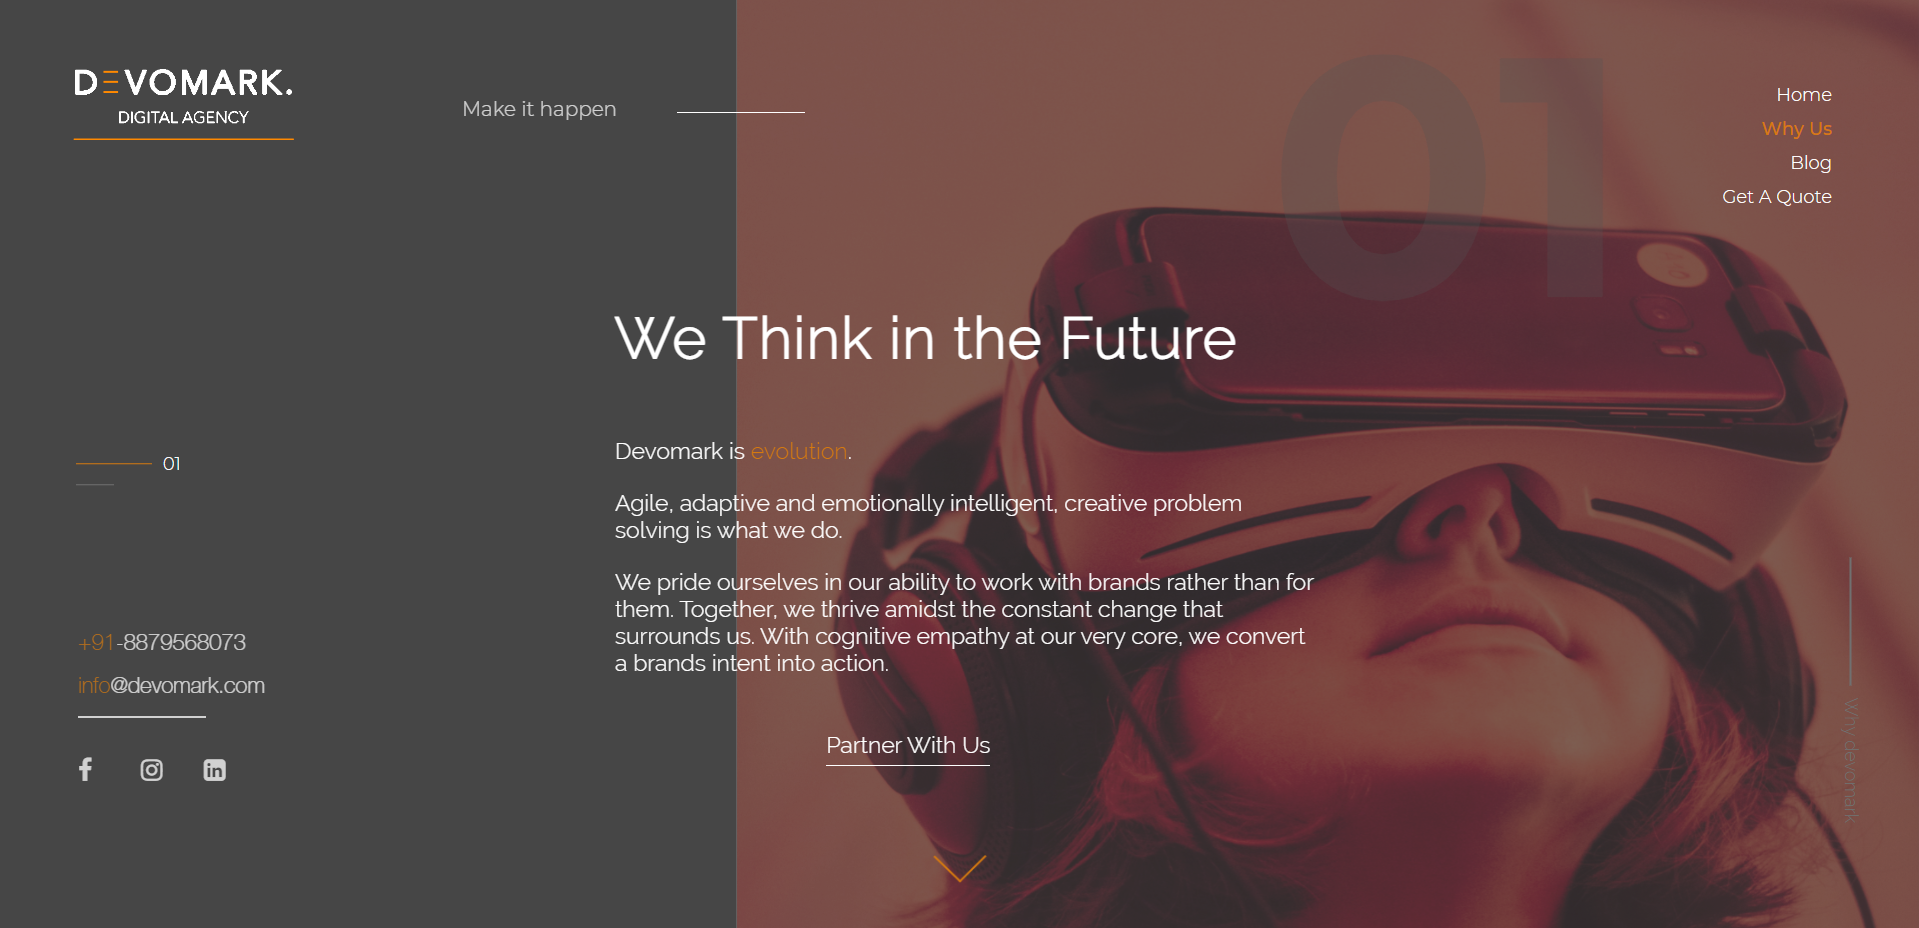 DEVOMARK.
DIGITAL AGENCY
Make it happen
01
Home
Why Us
Blog
Get A Quote
We Think in the Future
Devomark is evolution.
Agile, adaptive and emotionally intelligent, creative problem
solving is what we do.
We pride ourselves in our ability to work with brands rather than for
them. Together, we thrive amidst the constant change that
surrounds us. With cognitive empathy at our very core, we convert
a brands intent into action.
Partner With Us
01
+91-8879568073
info@devomark.com
Why devomark